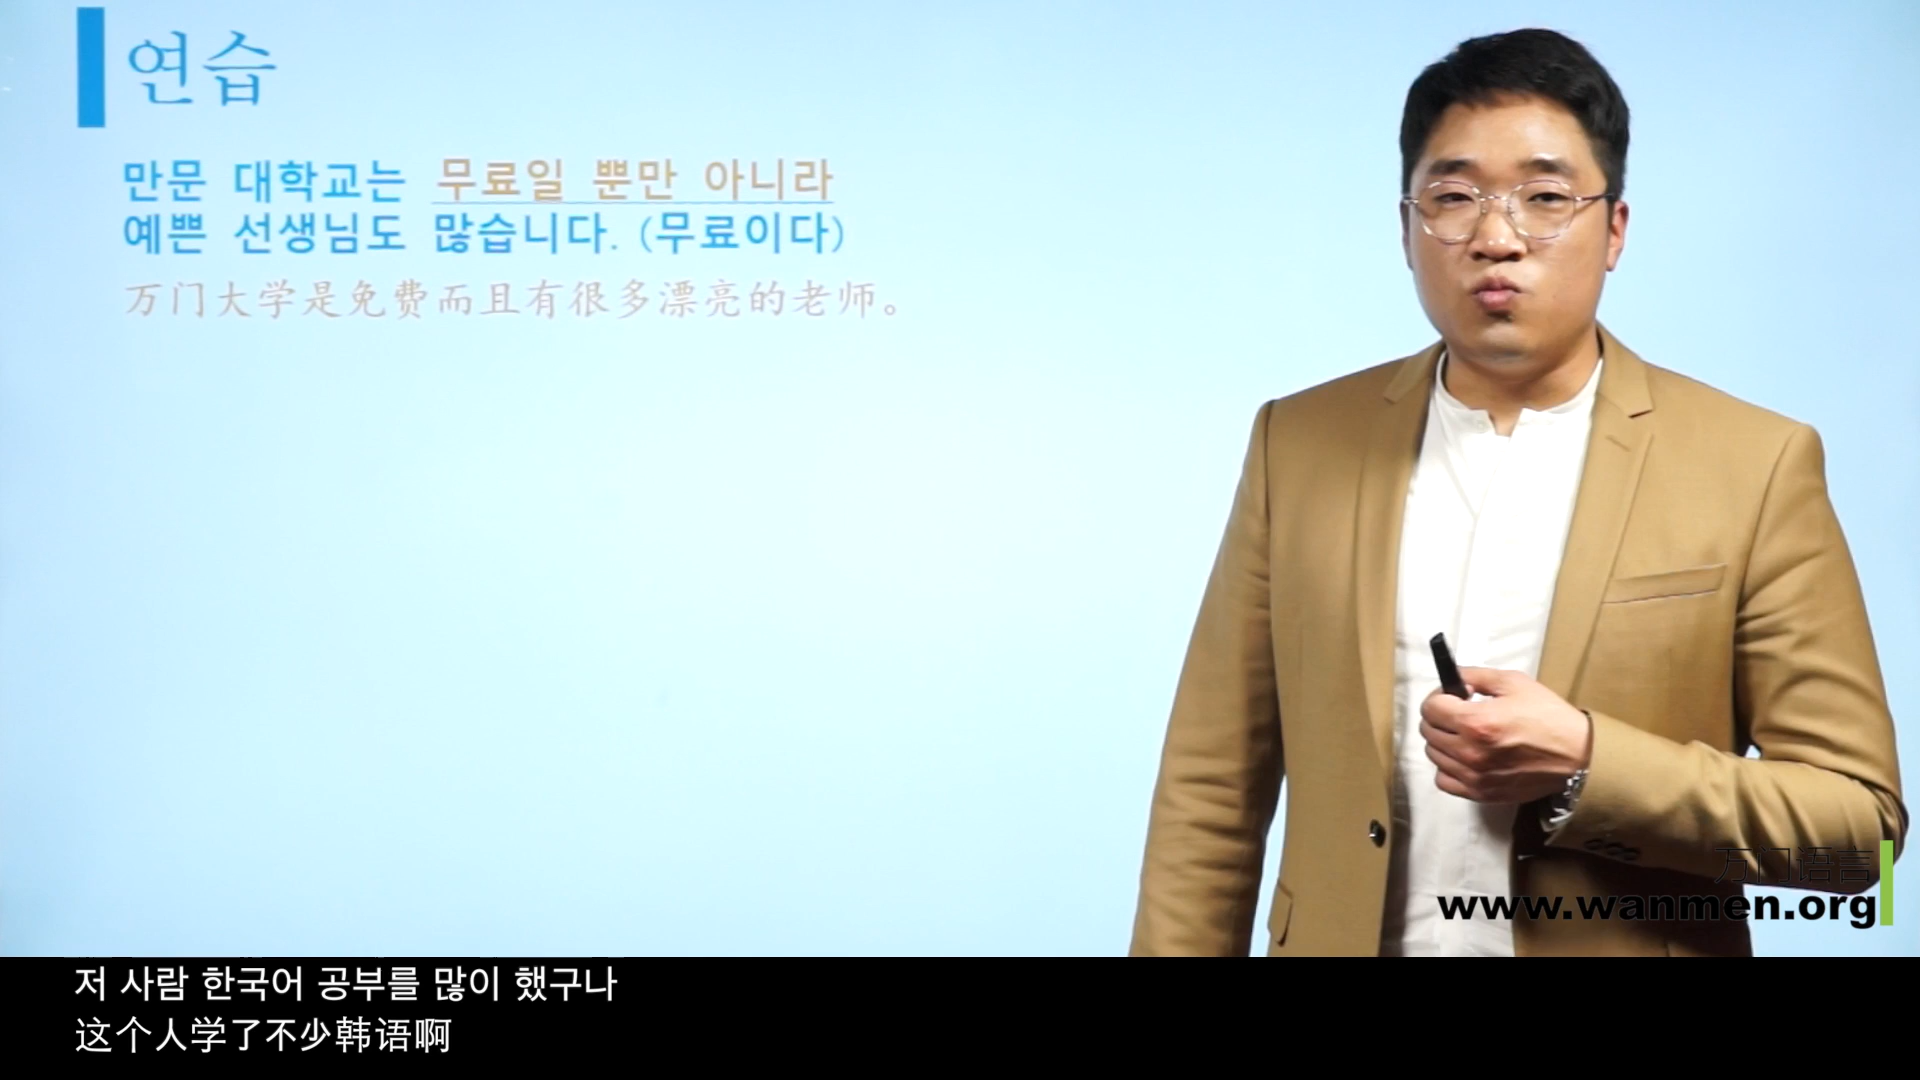 연습
만문 대학교는 무료일 뿐만 아니라
예쁜 선생님도 많습니다. (무료이다)
万门大学是免费而且有很多漂亮的老师。
万门语言
www.wanmen.org
저 사람 한국어 공부를 많이 했구나
这个人学了不少韩语啊